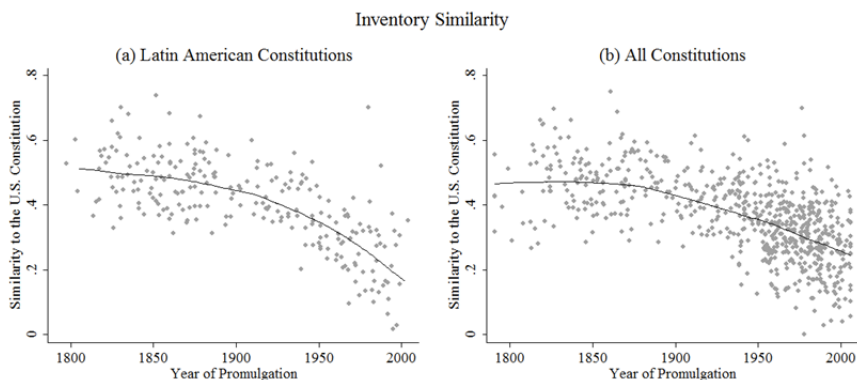 Inventory Similarity
(a) Latin American Constitutions
Similarity to the U.S. Constitution
.8
.6
.4
.2
0
1800 1850 1900 1950 2000
Year of Promulgation
(b) All Constitutions
Similarity to the U.S. Constitution
.8
.6
.4
.2
0
1800 1850 1900 1950 2000
Year of Promulgation